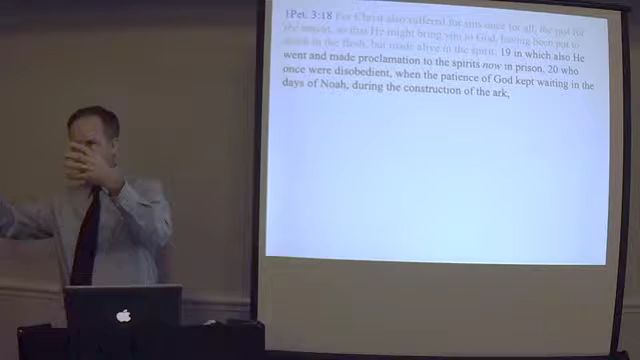 1Pet. 3:18 For Christ also suffered for sins once for all, the just for
the unjust, so that He might bring you to God, having been put to
death in the flesh, but made alive in the spirit; 19 in which also He
went and made proclamation to the spirits now in prison, 20 who
once were disobedient, when the patience of God kept waiting in the
days of Noah, during the construction of the ark,